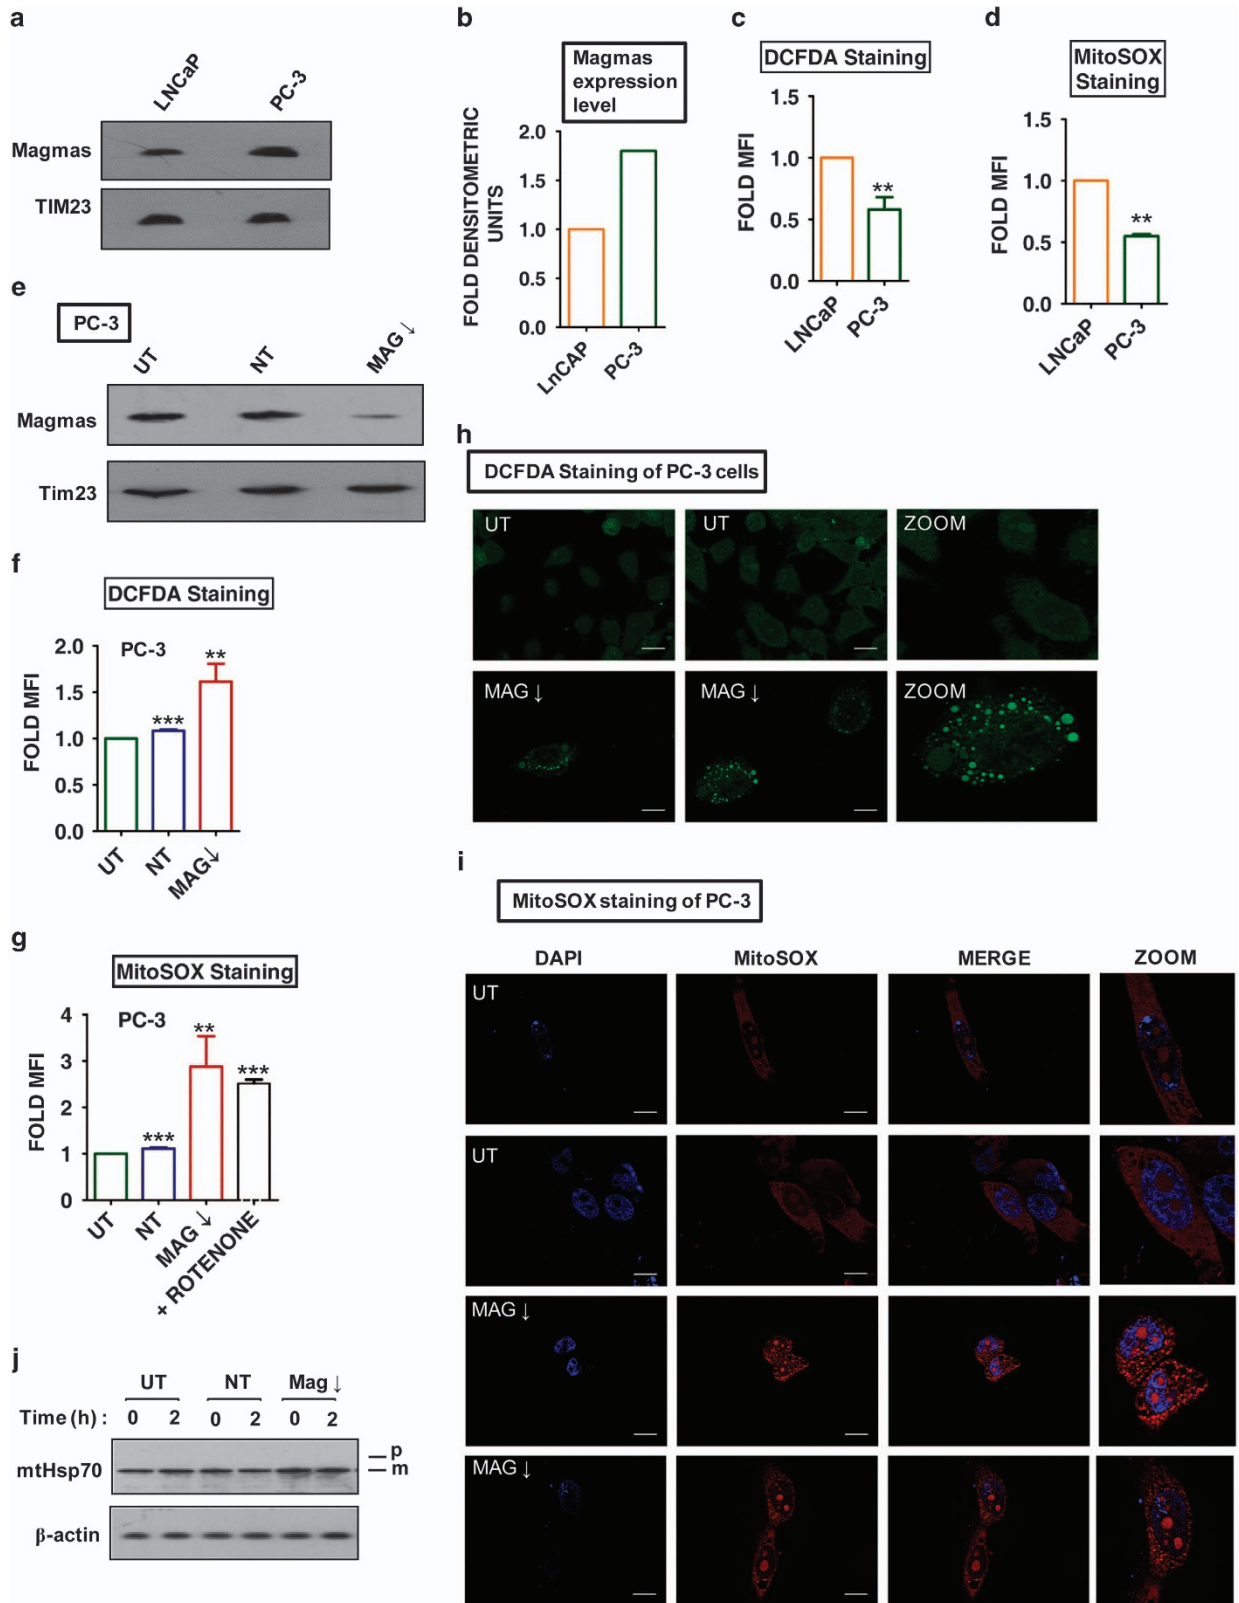 a
LNCaP
PC-3
Magmas
TIM23
b
Magmas
expression
level
FOLD DENSITOMETRIC
UNITS
2.0
1.5
1.0
0.5
0.0
LnCAP
PC-3
c
DCFDA Staining
FOLD MFI
1.5
1.0
0.5
0.0
**
LNCaP
PC-3
d
MitoSOX
Staining
FOLD MFI
1.5
1.0
0.5
0.0
**
LNCaP
PC-3
e
PC-3
UT
NT
MAG↓
Magmas
Tim23
f
DCFDA Staining
PC-3
FOLD MFI
2.0
1.5
1.0
0.5
0.0
***
**
UT
NT
MAG↓
g
MitoSOX Staining
PC-3
FOLD MFI
4
3
2
1
0
***
**
***
UT
NT
MAG ↓
+ ROTENONE
h
DCFDA Staining of PC-3 cells
UT
UT
ZOOM
MAG ↓
MAG ↓
ZOOM
i
MitoSOX staining of PC-3
DAPI
MitoSOX
MERGE
ZOOM
UT
UT
MAG ↓
MAG ↓
j
UT NT Mag ↓
Time (h) : 0 2 0 2 0 2
mtHsp70
p
m
β-actin